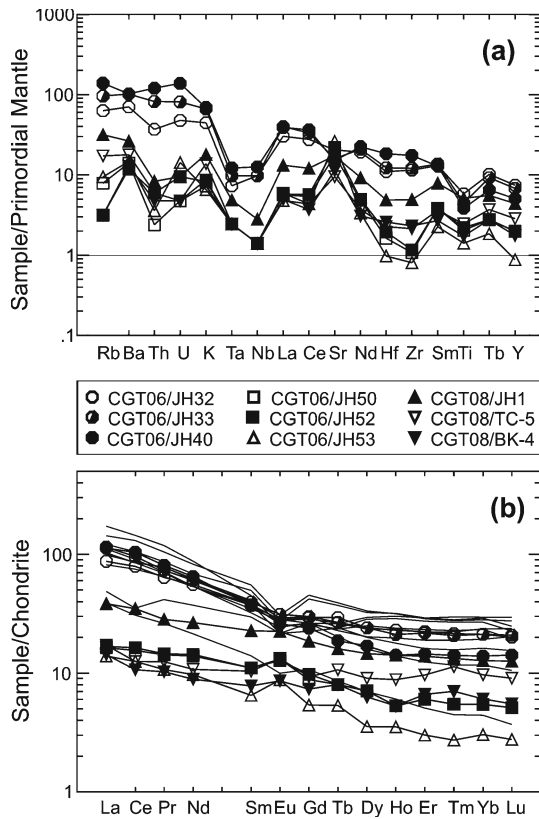 1000
(a)
100
10
1
.1
Sample/Primordial Mantle
Rb Ba Th U K Ta Nb La Ce Sr Nd Hf Zr Sm Ti Tb Y
CGT06/JH32 CGT06/JH50 CGT08/JH1
CGT06/JH33 CGT06/JH52 CGT08/TC-5
CGT06/JH40 CGT06/JH53 CGT08/BK-4
(b)
100
10
1
Sample/Chondrite
La Ce Pr Nd Sm Eu Gd Tb Dy Ho Er Tm Yb Lu